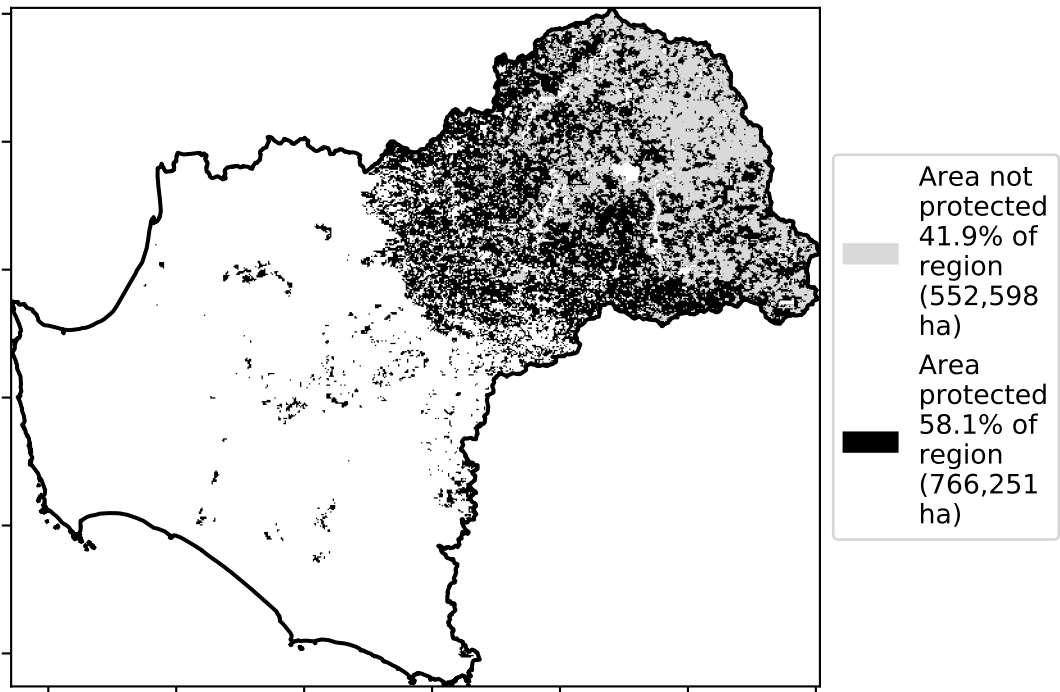 Area not
protected
41.9% of
region
(552,598
ha)
Area
protected
58.1% of
region
(766,251
ha)